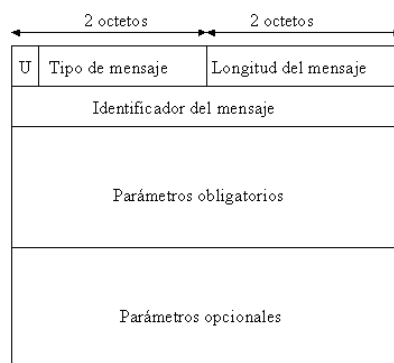 2 octetos 2 octetos
U Tipo de mensaje Longitud del mensaje
Identificador del mensaje
Parámetros obligatorios
Parámetros opcionales